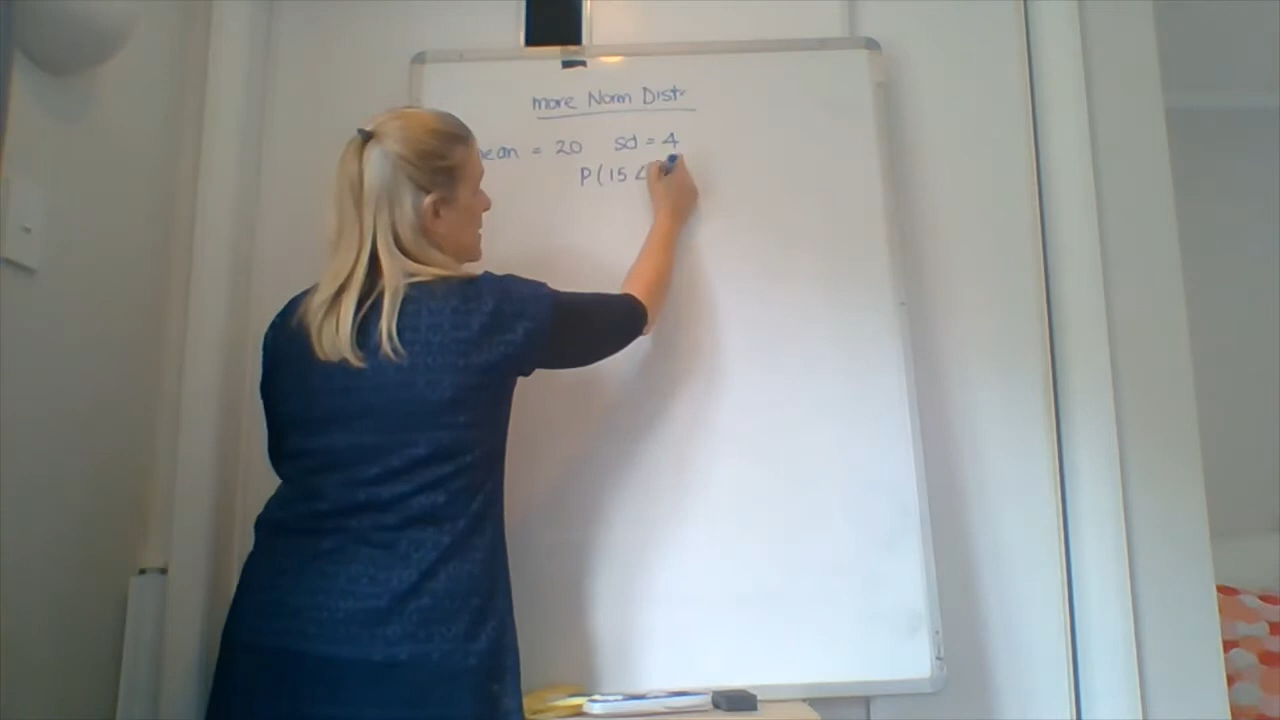 more Norm Dist
ean = 20 sd = 4
P(15 <